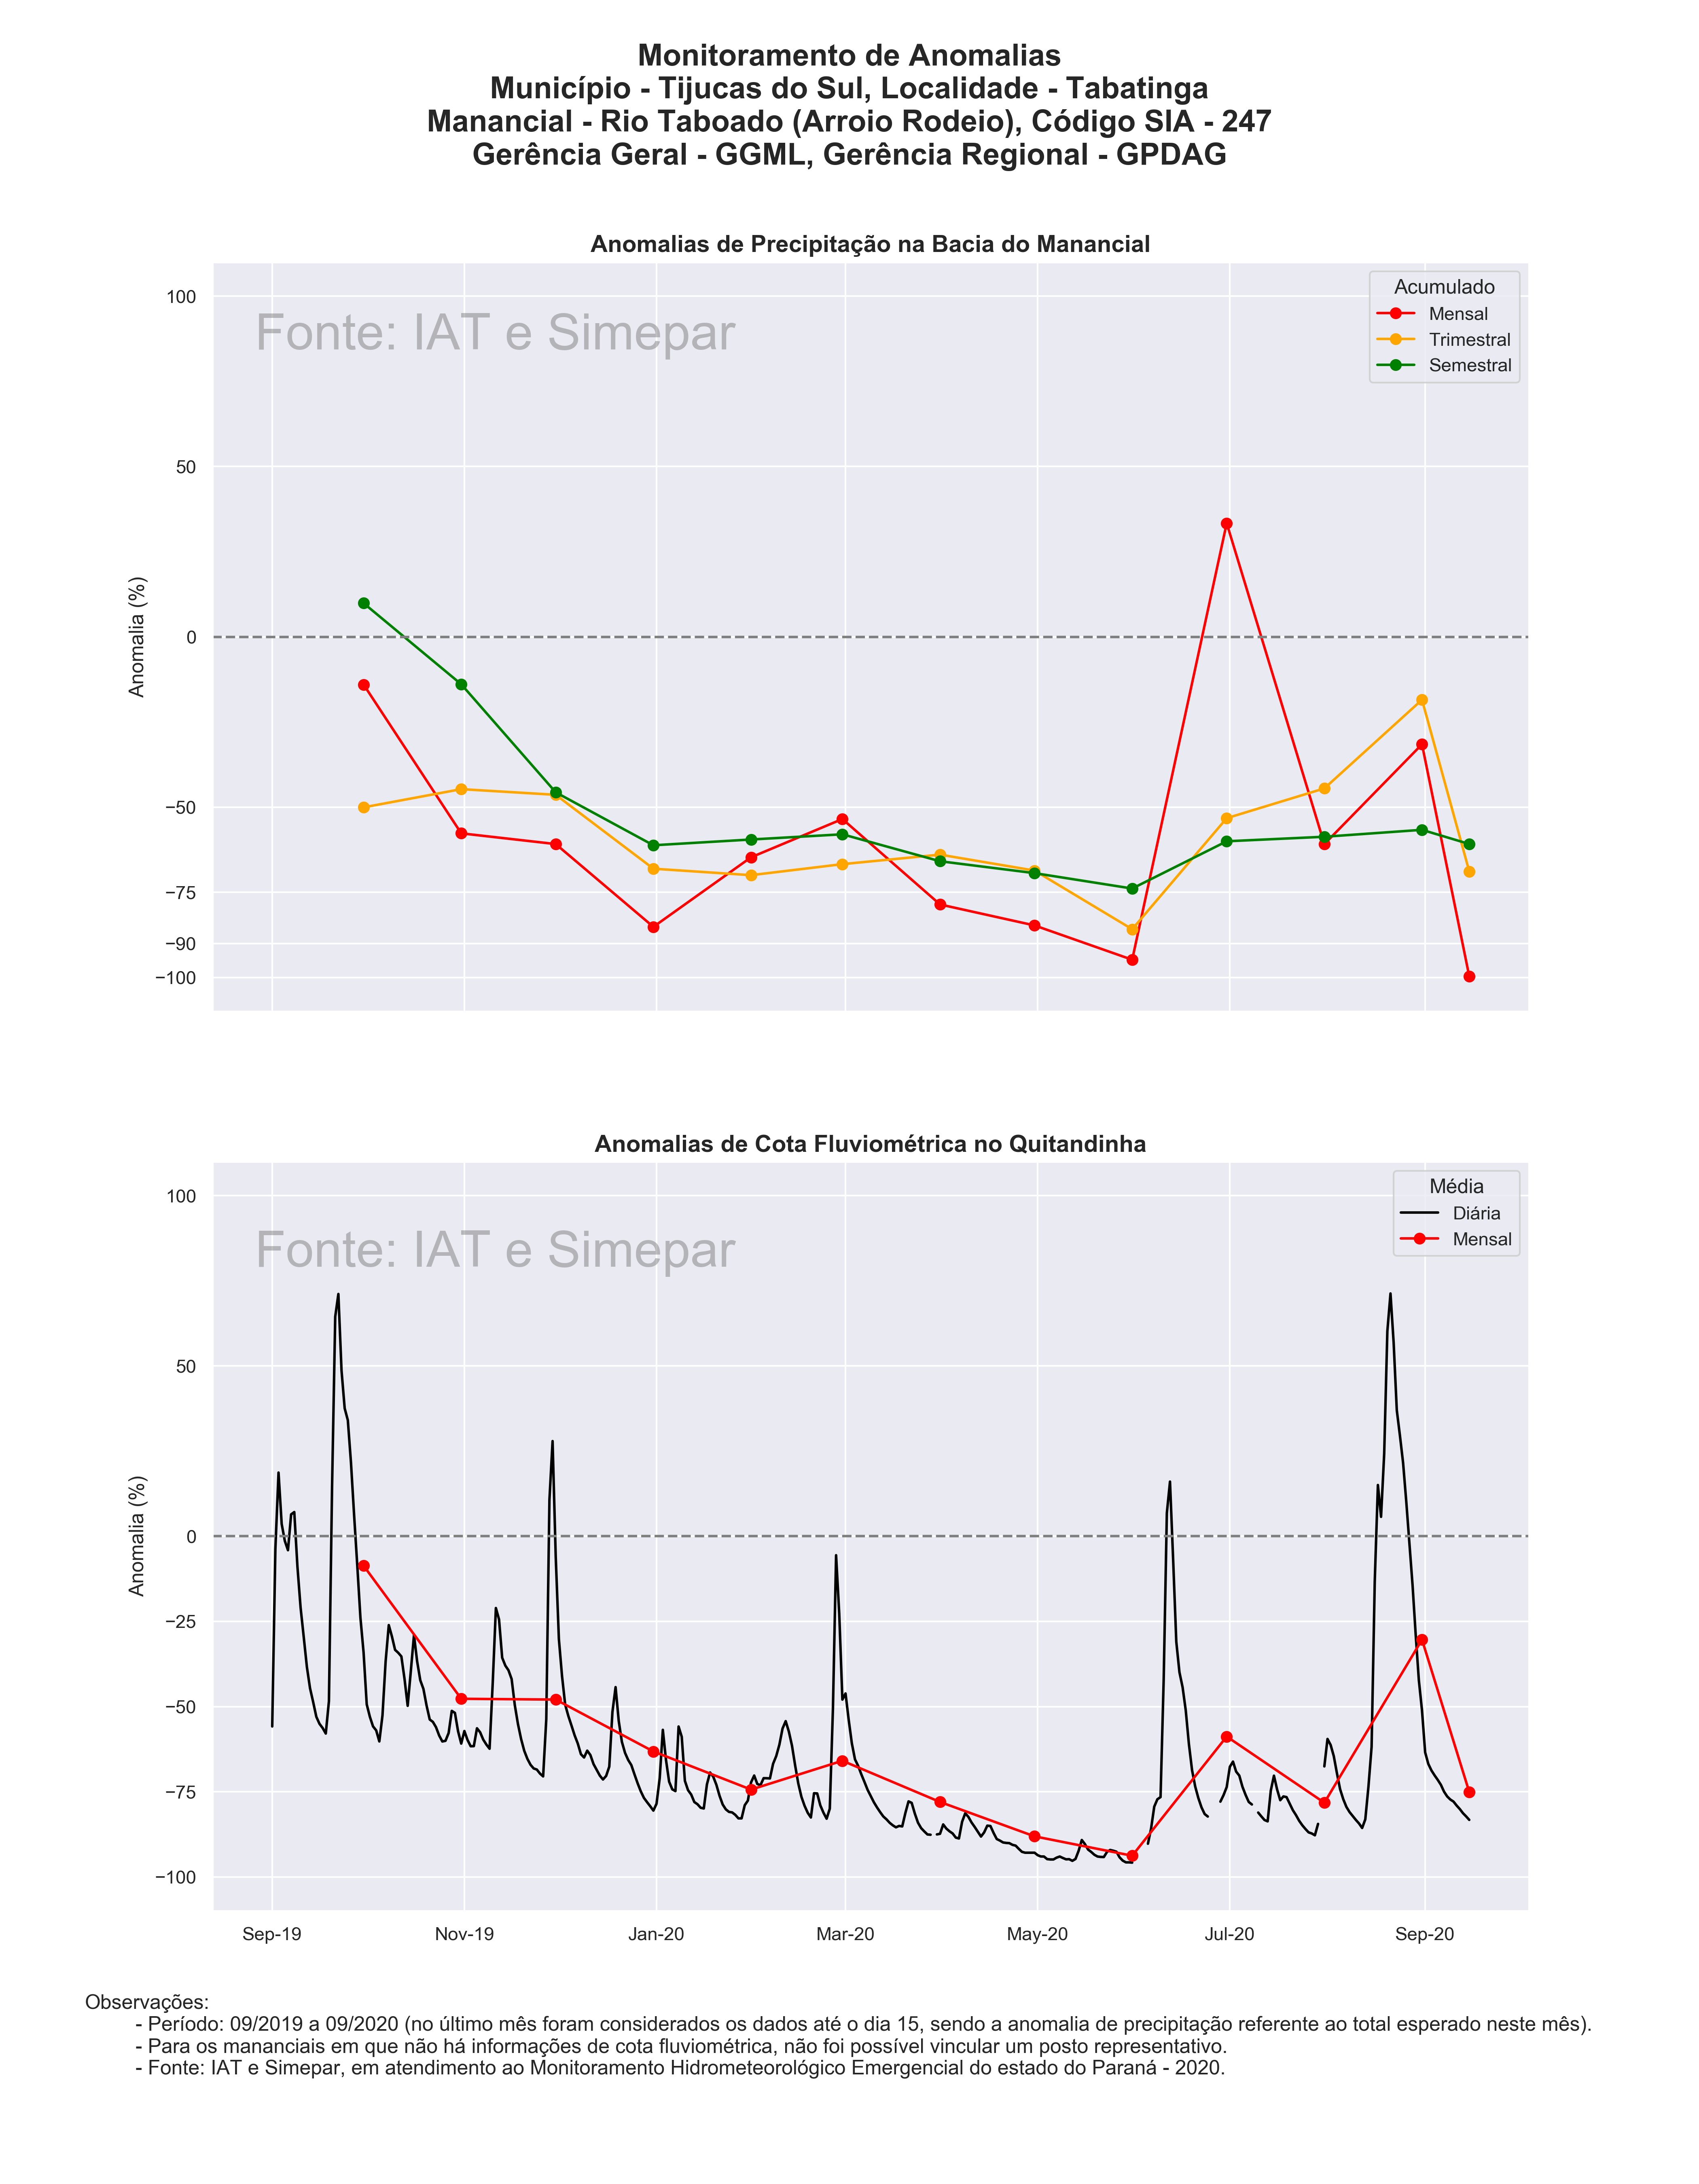 Monitoramento de Anomalias
Município - Tijucas do Sul, Localidade - Tabatinga
Manancial - Rio Taboado (Arroio Rodeio), Código SIA - 247
Gerência Geral - GGML, Gerência Regional - GPDAG
Anomalias de Precipitação na Bacia do Manancial
Fonte: IAT e Simepar
Acumulado
Mensal
Trimestral
Semestral
Anomalia (%)
100
50
0
−50
−75
−90
−100
Anomalias de Cota Fluviométrica no Quitandinha
Fonte: IAT e Simepar
Média
Diária
Mensal
Anomalia (%)
100
50
0
−25
−50
−75
−100
Sep-19 Nov-19 Jan-20 Mar-20 May-20 Jul-20 Sep-20
Observações:
- Período: 09/2019 a 09/2020 (no último mês foram considerados os dados até o dia 15, sendo a anomalia de precipitação referente ao total esperado neste mês).
- Para os mananciais em que não há informações de cota fluviométrica, não foi possível vincular um posto representativo.
- Fonte: IAT e Simepar, em atendimento ao Monitoramento Hidrometeorológico Emergencial do estado do Paraná - 2020.